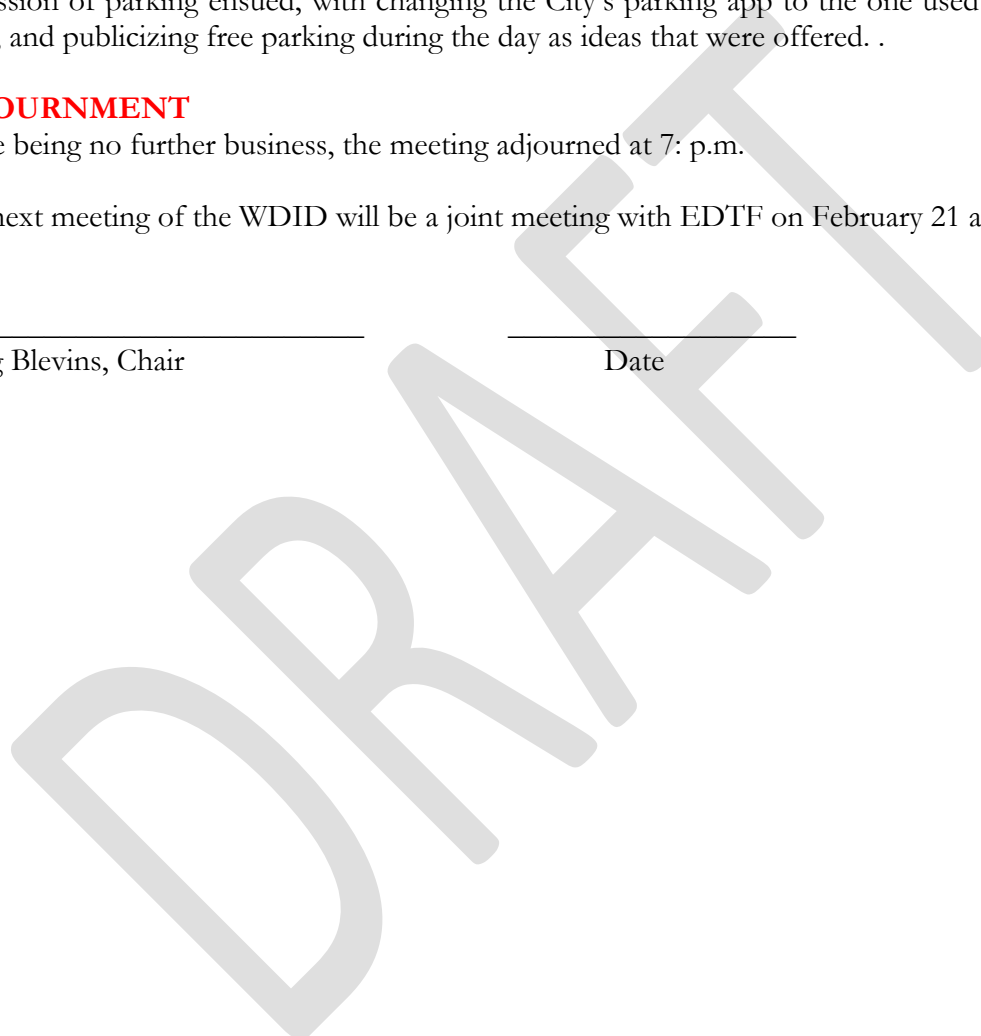 ssion of parking ensued, with changing the City's parking app to the one used
, and publicizing free parking during the day as ideas that were offered. .
OURNMENT
e being no further business, the meeting adjourned at 7: p.m.
next meeting of the WDID will be a joint meeting with EDTF on February 21 a
g Blevins, Chair Date
DRAFT